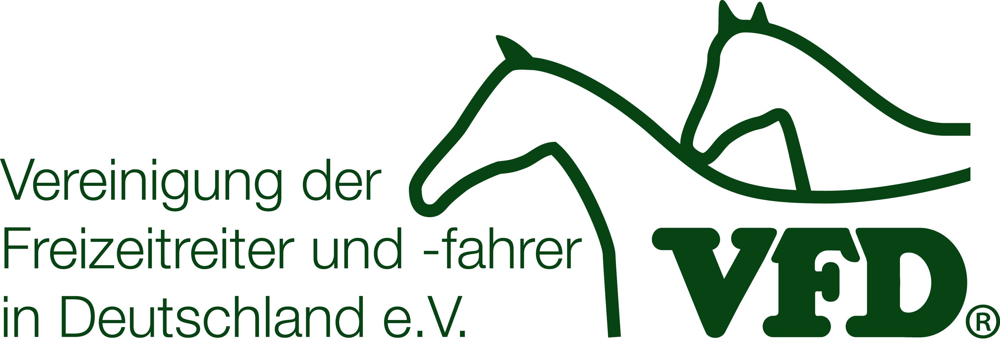 Vereinigung der
Freizeitreiter und -fahrer
in Deutschland e.V.
VFD®